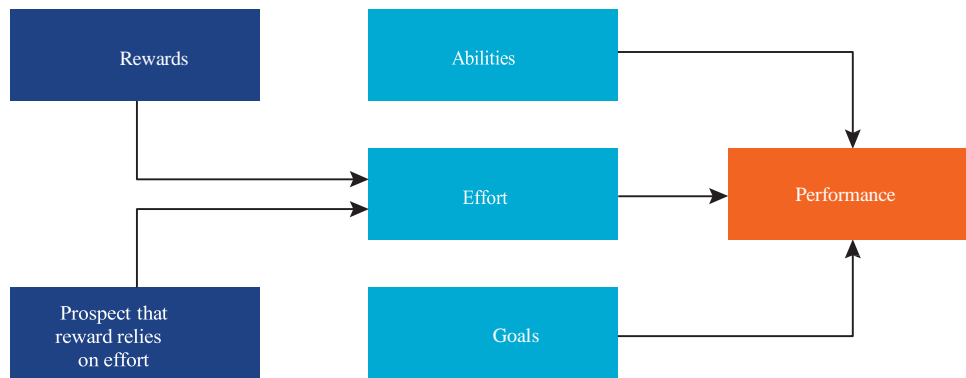 Rewards
Abilities
Effort
Performance
Prospect that
reward relies
on effort
Goals